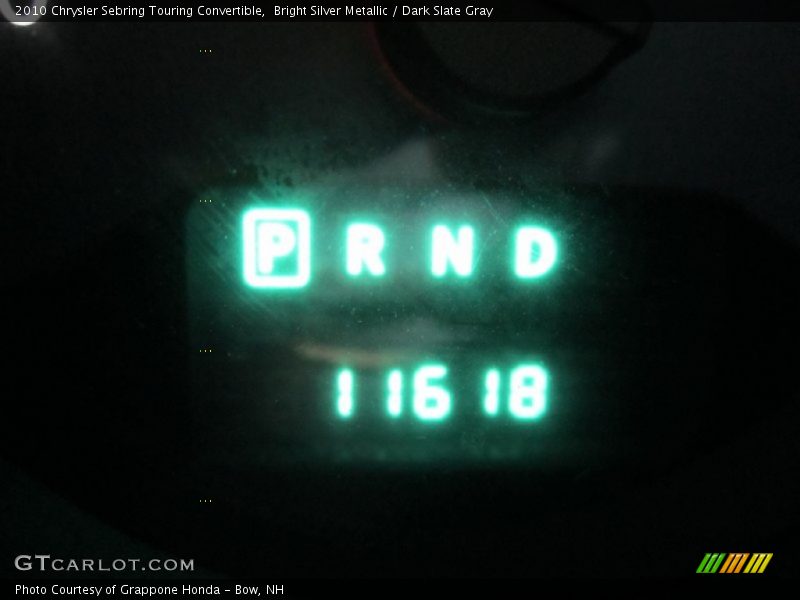 2010 Chrysler Sebring Touring Convertible, Bright Silver Metallic / Dark Slate Gray
P R N D
11618
GTCARLOT.COM
Photo Courtesy of Grappone Honda - Bow, NH